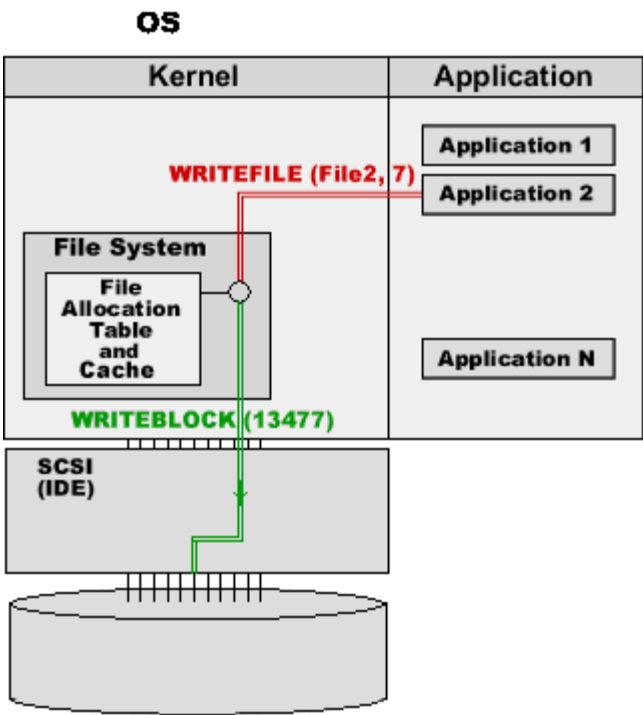 OS
Kernel
Application
Application 1
WRITEFILE (File2, 7)
Application 2
File System
File
Allocation
Table
and
Cache
Application N
WRITEBLOCK (13477)
SCSI
(IDE)